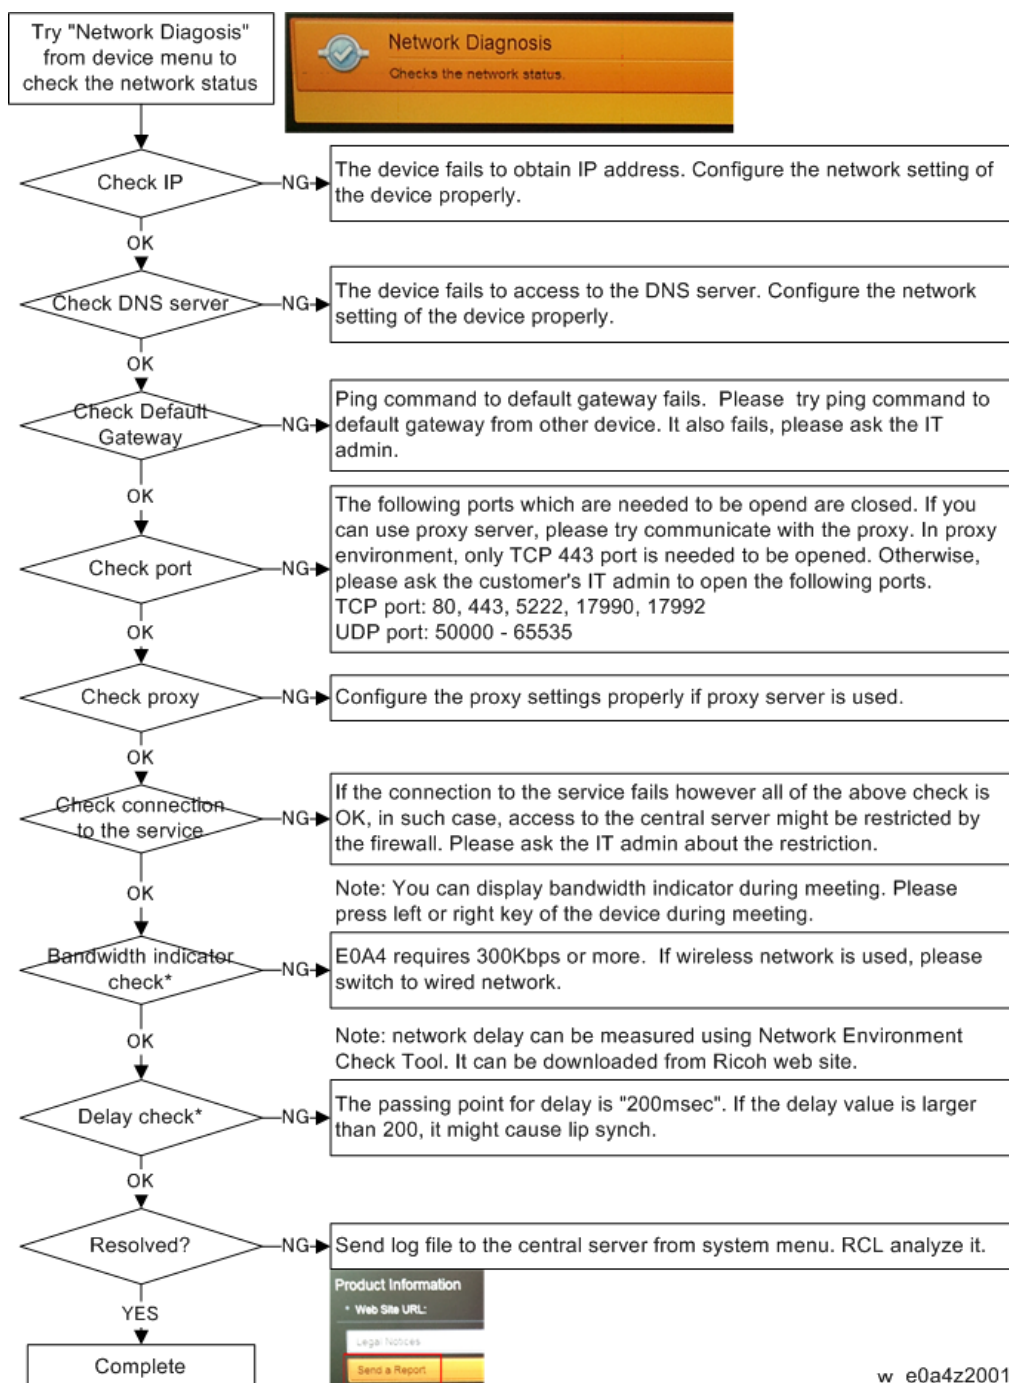 Try "Network Diagosis"
from device menu to
check the network status
Network Diagnosis
Checks the network status.
Check IP
NG
The device fails to obtain IP address. Configure the network setting of
the device properly.
OK
Check DNS server
NG
The device fails to access to the DNS server. Configure the network
setting of the device properly.
OK
Check Default
Gateway
NG
Ping command to default gateway fails.  Please  try ping command to
default gateway from other device. It also fails, please ask the IT
admin.
OK
Check port
NG
The following ports which are needed to be opend are closed. If you
can use proxy server, please try communicate with the proxy. In proxy
environment, only TCP 443 port is needed to be opened. Otherwise,
please ask the customer's IT admin to open the following ports.
TCP port: 80, 443, 5222, 17990, 17992
UDP port: 50000 - 65535
OK
Check proxy
NG
Configure the proxy settings properly if proxy server is used.
OK
Check connection
to the service
NG
If the connection to the service fails however all of the above check is
OK, in such case, access to the central server might be restricted by
the firewall. Please ask the IT admin about the restriction.
OK
Note: You can display bandwidth indicator during meeting. Please
press left or right key of the device during meeting.
Bandwidth indicator
check*
NG
E0A4 requires 300Kbps or more.  If wireless network is used, please
switch to wired network.
OK
Note: network delay can be measured using Network Environment
Check Tool. It can be downloaded from Ricoh web site.
Delay check*
NG
The passing point for delay is "200msec". If the delay value is larger
than 200, it might cause lip synch.
OK
Resolved?
NG
Send log file to the central server from system menu. RCL analyze it.
YES
Product Information
* Web Site URL:
Legal Notices
Send a Report
Complete
w_e0a4z2001